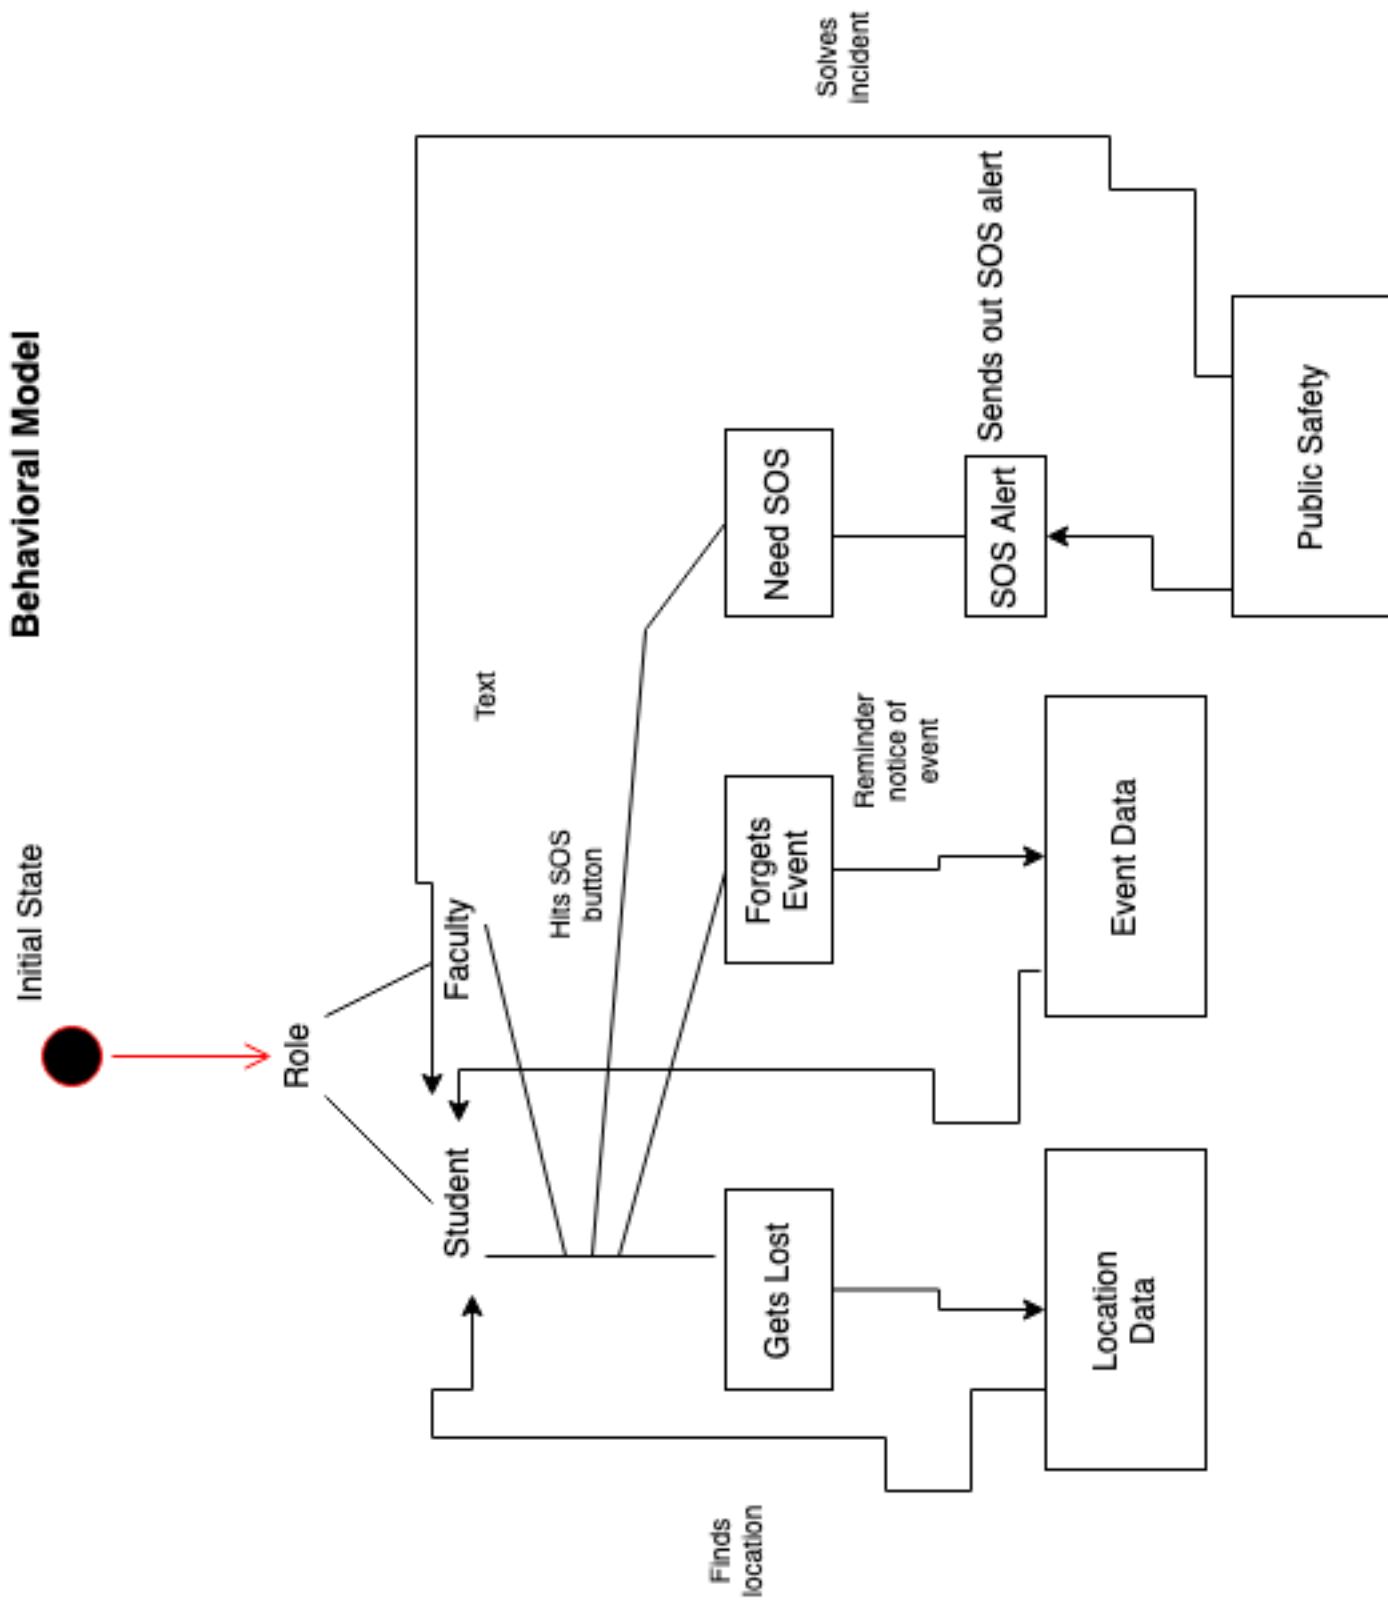 Behavioral Model
Initial State
Role
Student
Faculty
Text
Hits SOS
button
Finds
location
Gets Lost
Forgets
Event
Need SOS
Solves
incident
Reminder
notice of
event
SOS Alert
Sends out SOS alert
Location
Data
Event Data
Public Safety